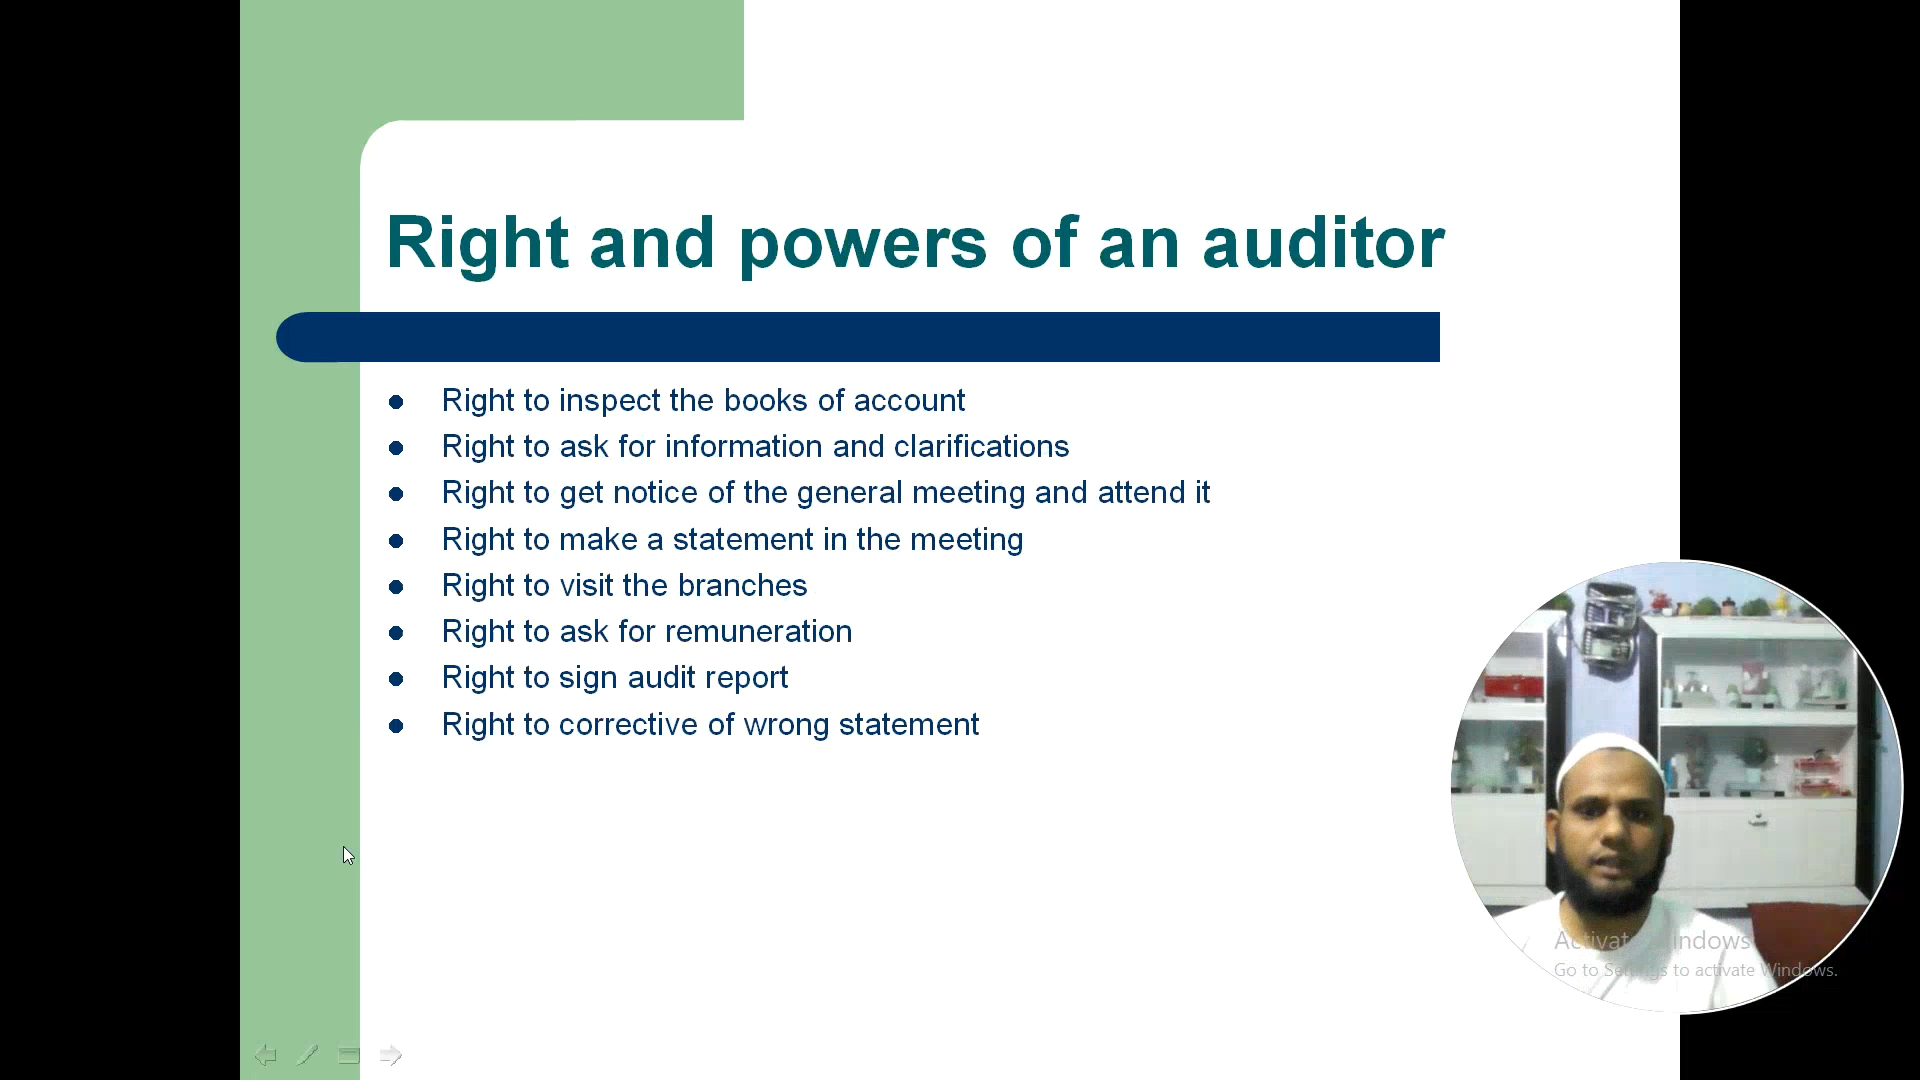 Right and powers of an auditor
Right to inspect the books of account
Right to ask for information and clarifications
Right to get notice of the general meeting and attend it
Right to make a statement in the meeting
Right to visit the branches
Right to ask for remuneration
Right to sign audit report
Right to corrective of wrong statement
Activate Windows
Go to Settings to activate Windows.